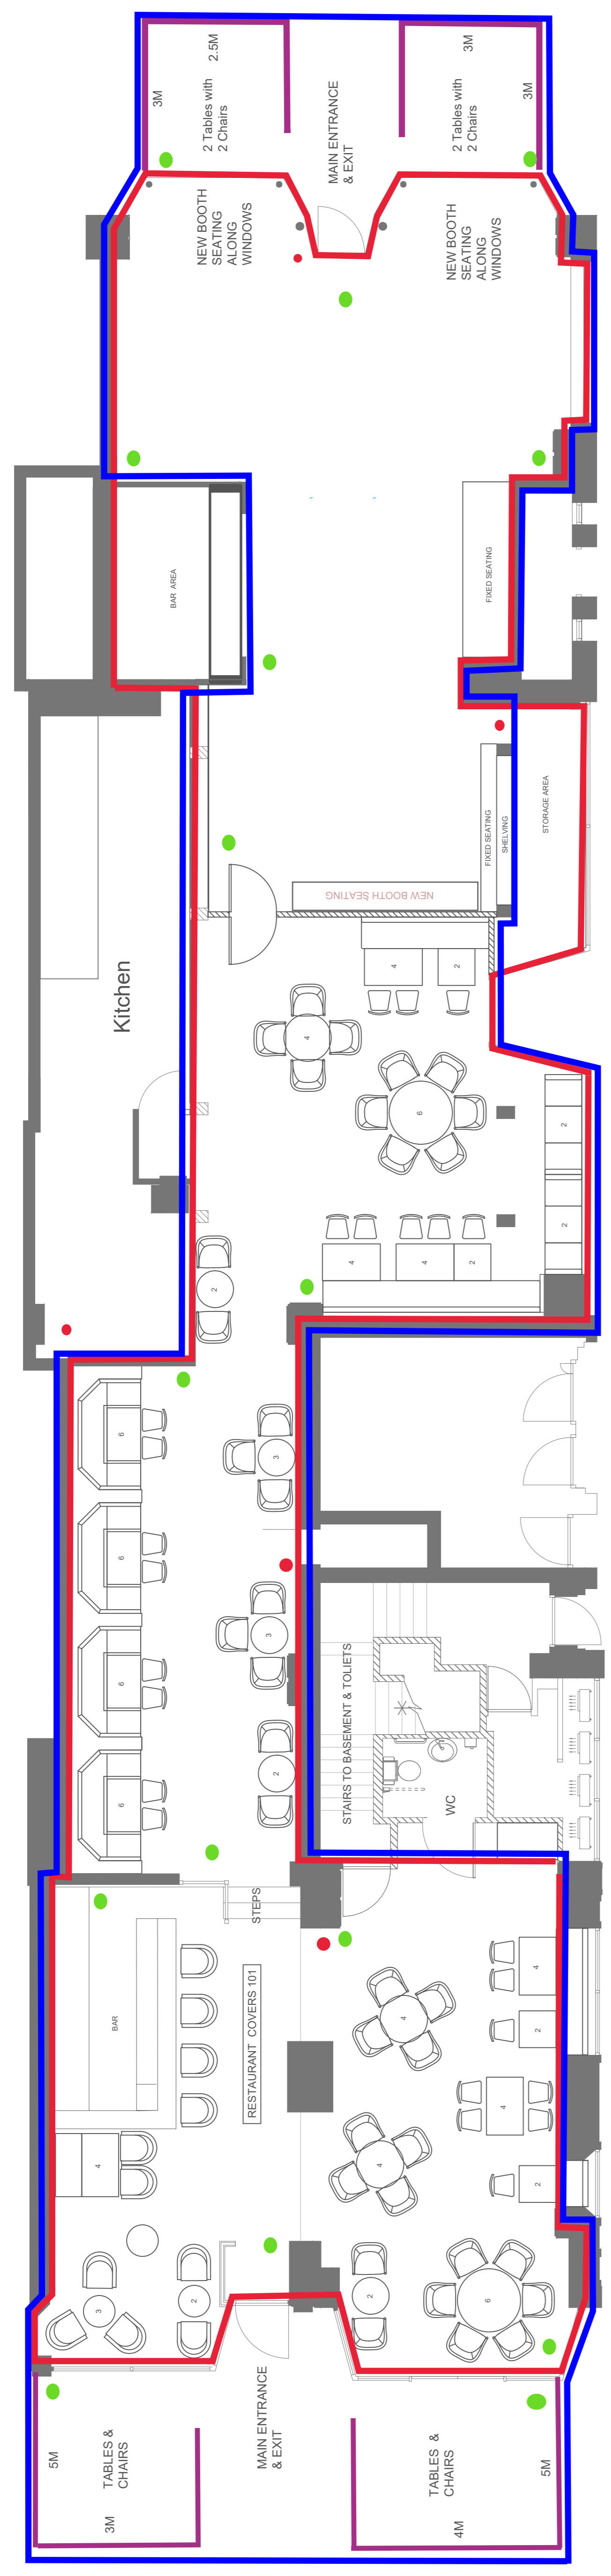 3M
2.5M
2 Tables with
2 Chairs
MAIN ENTRANCE
& EXIT
3M
2 Tables with
2 Chairs
3M
NEW BOOTH
SEATING
ALONG
WINDOWS
NEW BOOTH
SEATING
ALONG
WINDOWS
BAR AREA
FIXED SEATING
STORAGE AREA
FIXED SEATING
SHELVING
NEW BOOTH SEATING
Kitchen
4
2
4
6
2
2
4
4
2
2
6
3
6
3
6
6
2
STAIRS TO BASEMENT & TOLIETS
WC
STEPS
BAR
RESTAURANT COVERS 101
4
4
2
4
4
4
2
3
2
2
6
5M
TABLES &
CHAIRS
3M
MAIN ENTRANCE
& EXIT
TABLES &
CHAIRS
4M
5M